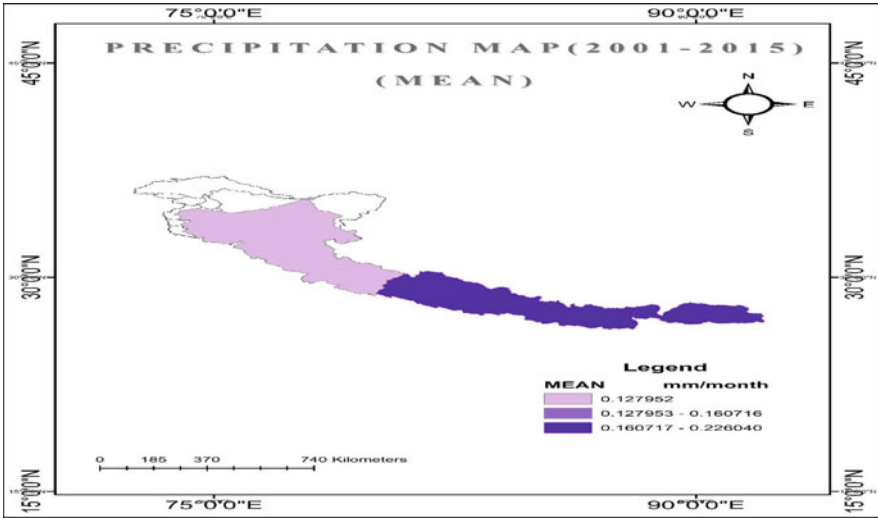 75°0'0"E 90°0'0"E
PRECIPITATION MAP(2001-2015)
(MEAN)
45°0'0"N 45°0'0"N
N
W E
S
30°0'0"N 30°0'0"N
Legend
MEAN mm/month
0.127952
0.127953 - 0.160716
0.160717 - 0.226040
0 185 370 740 Kilometers
15°0'0"N 15°0'0"N
75°0'0"E 90°0'0"E